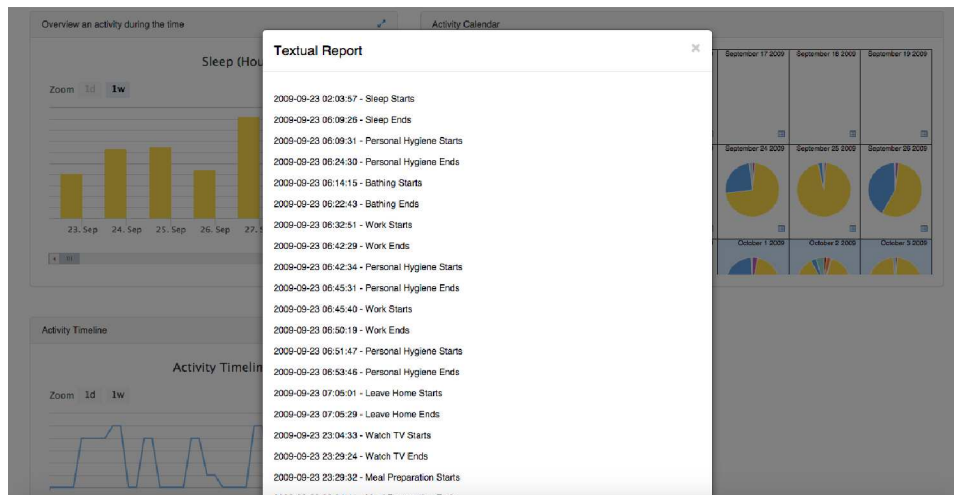 Overview an activity during the time
Activity Calendar
Textual Report
×
Sleep (Hou
Zoom 1d 1w
23. Sep 24. Sep 25. Sep 26. Sep 27.
September 17 2009 September 18 2009 September 19 2009
September 24 2009 September 25 2009 September 26 2009
October 1 2009 October 2 2009 October 3 2009
2009-09-23 02:03:57 - Sleep Starts
2009-09-23 06:09:26 - Sleep Ends
2009-09-23 06:09:31 - Personal Hygiene Starts
2009-09-23 06:24:30 - Personal Hygiene Ends
2009-09-23 06:14:15 - Bathing Starts
2009-09-23 06:22:43 - Bathing Ends
2009-09-23 06:32:51 - Work Starts
2009-09-23 06:42:29 - Work Ends
2009-09-23 06:42:34 - Personal Hygiene Starts
2009-09-23 06:45:31 - Personal Hygiene Ends
2009-09-23 06:45:40 - Work Starts
2009-09-23 06:50:19 - Work Ends
2009-09-23 06:51:47 - Personal Hygiene Starts
2009-09-23 06:53:46 - Personal Hygiene Ends
2009-09-23 07:05:01 - Leave Home Starts
2009-09-23 07:05:29 - Leave Home Ends
2009-09-23 23:04:33 - Watch TV Starts
2009-09-23 23:29:24 - Watch TV Ends
2009-09-23 23:29:32 - Meal Preparation Starts
Activity Timeline
Activity Timelin
Zoom 1d 1w